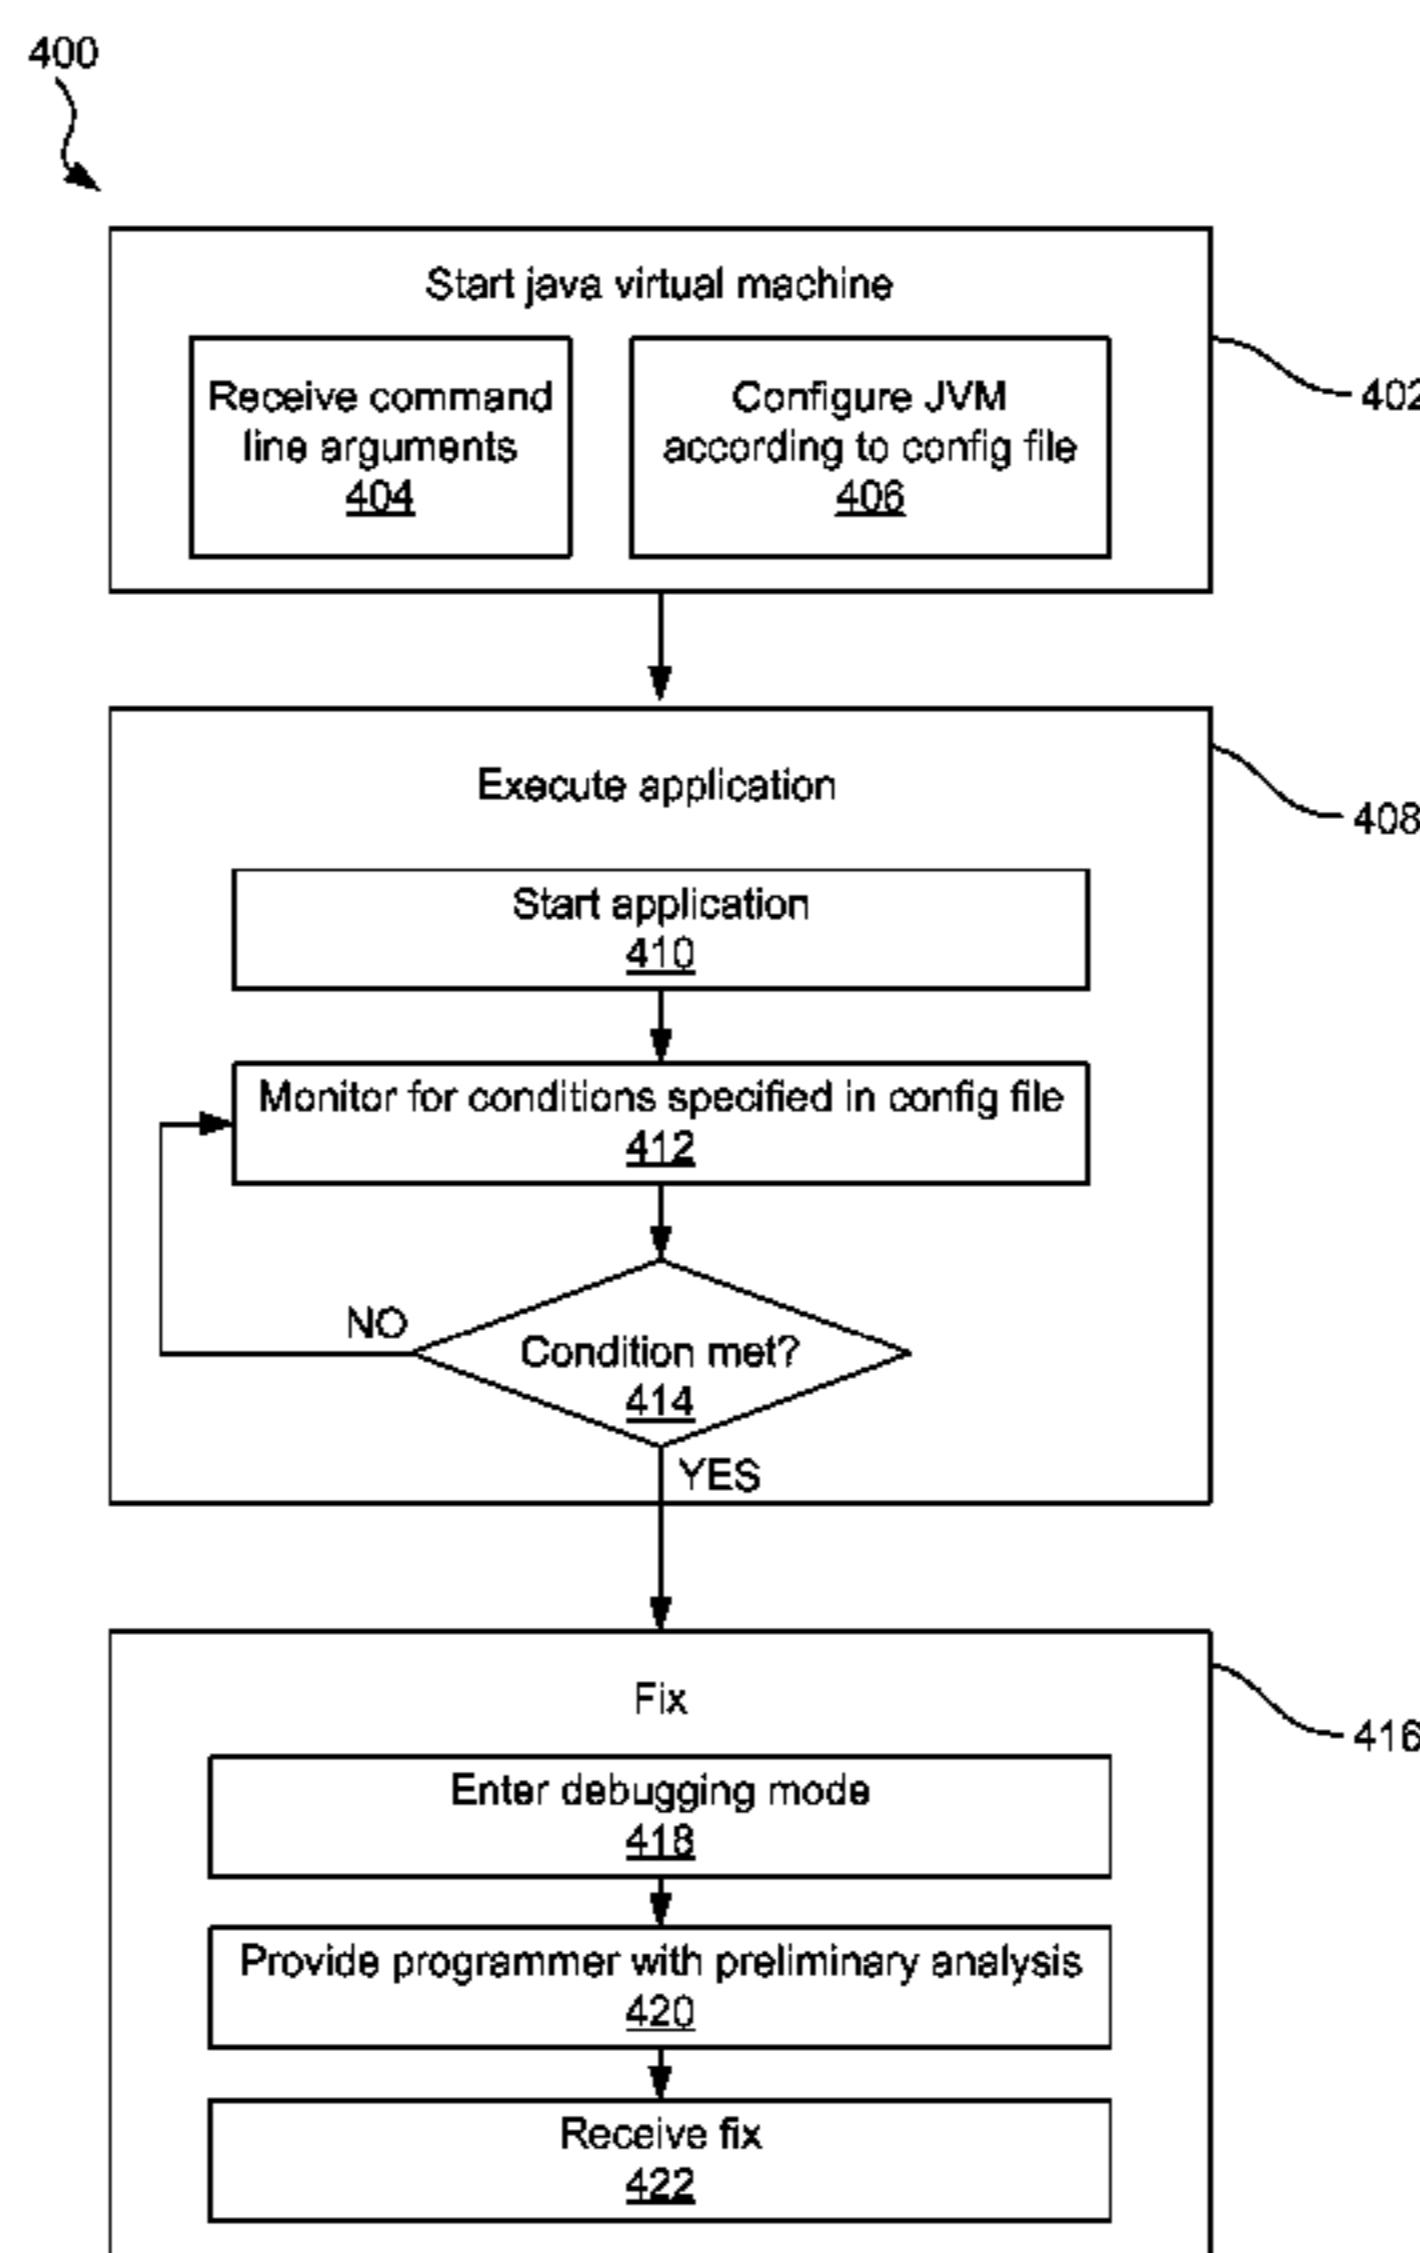 400
Start java virtual machine
Receive command
line arguments
404
Configure JVM
according to config file
406
402
Execute application
408
Start application
410
Monitor for conditions specified in config file
412
NO
Condition met?
414
YES
Fix
416
Enter debugging mode
418
Provide programmer with preliminary analysis
420
Receive fix
422